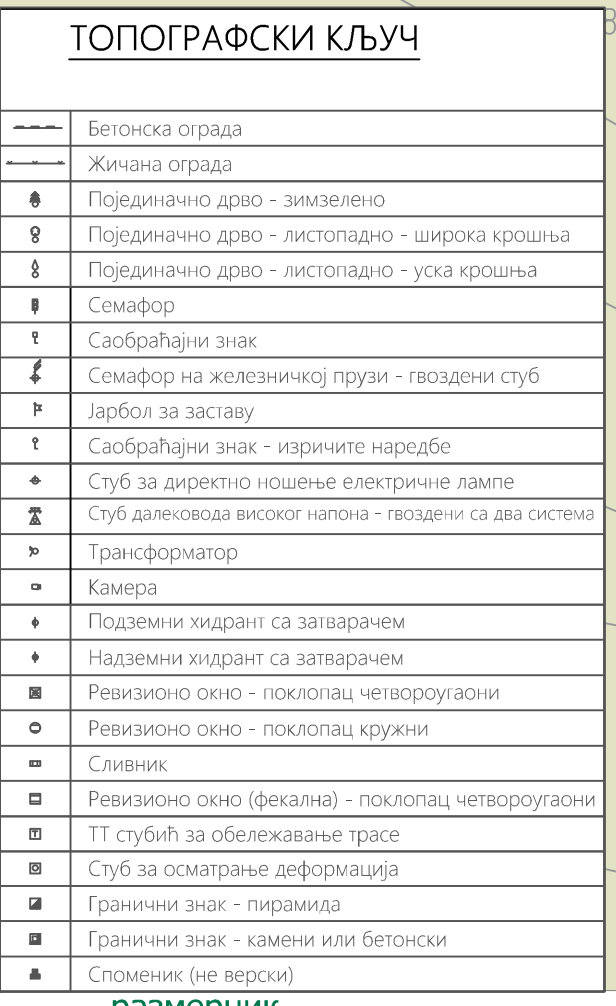 ТОПОГРАФСКИ КЉУЧ
Бетонска ограда
Жичана ограда
Појединачно дрво - зимзелено
Појединачно дрво - листопадно - широка крошња
Појединачно дрво - листопадно - уска крошња
Семафор
Саобраћајни знак
Семафор на железничкој прузи - гвоздени стуб
Јарбол за заставу
Саобраћајни знак - изричите наредбе
Стуб за директно ношење електричне лампе
Стуб далековода високог напона - гвоздени са два система
Трансформатор
Камера
Подземни хидрант са затварачем
Надземни хидрант са затварачем
Ревизионо окно - поклопац четвороугаони
Ревизионо окно - поклопац кружни
Сливник
Ревизионо окно (фекална) - поклопац четвороугаони
Т ТТ стубић за обележавање трасе
Стуб за осматрање деформација
Гранични знак - пирамида
Гранични знак - камени или бетонски
Споменик (не верски)
размерник